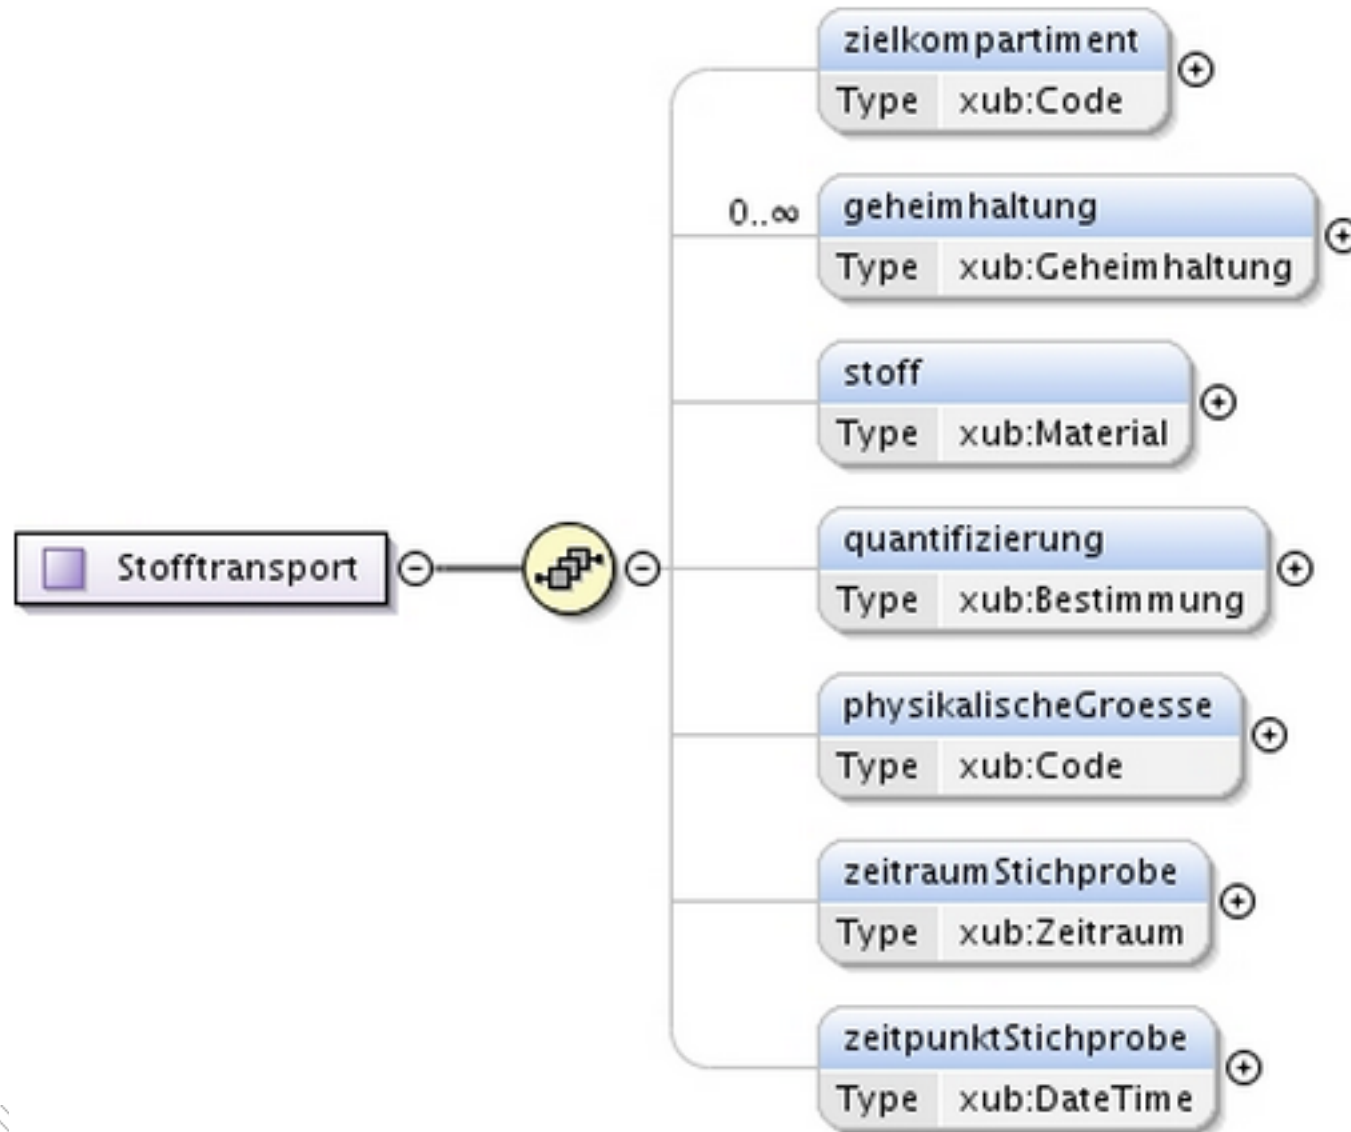 zielkompartiment
Type xub:Code
0..∞
geheimhaltung
Type xub:Geheimhaltung
stoff
Type xub:Material
Stofftransport
quantifizierung
Type xub:Bestimmung
physikalischeGroesse
Type xub:Code
zeitraumStichprobe
Type xub:Zeitraum
zeitpunktStichprobe
Type xub:DateTime